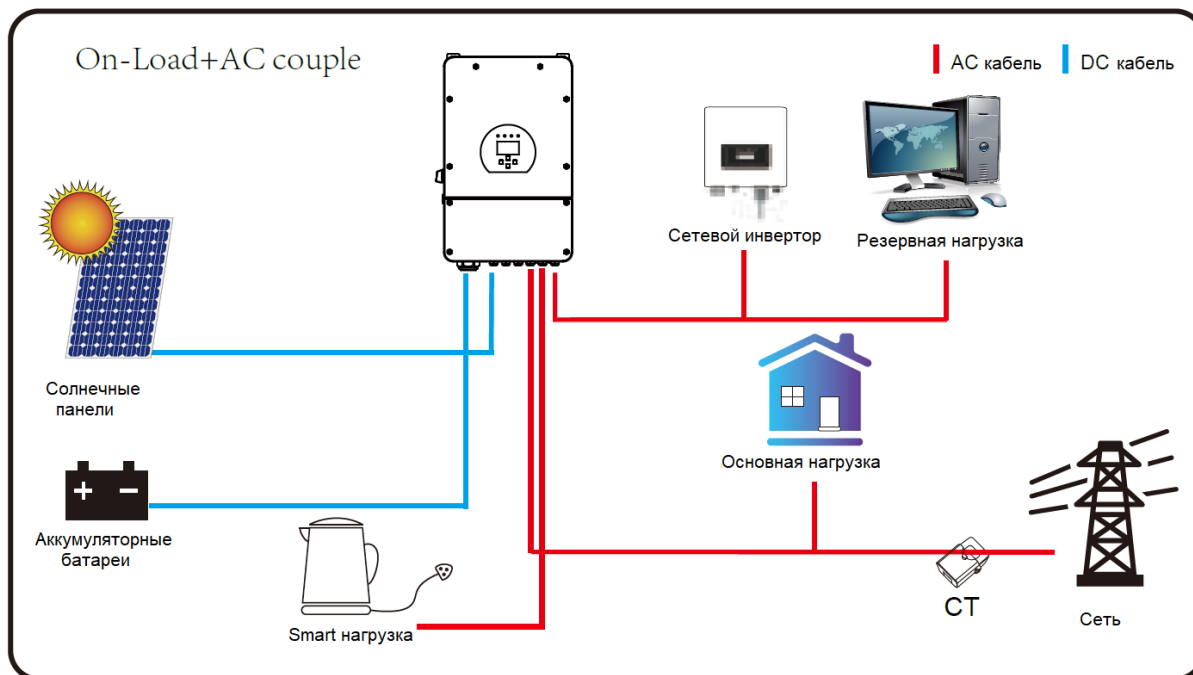 On-Load+AC couple
AC кабель
DC кабель
Сетевой инвертор
Резервная нагрузка
Солнечные
панели
Основная нагрузка
Аккумуляторные
батареи
Smart нагрузка
CT
Сеть